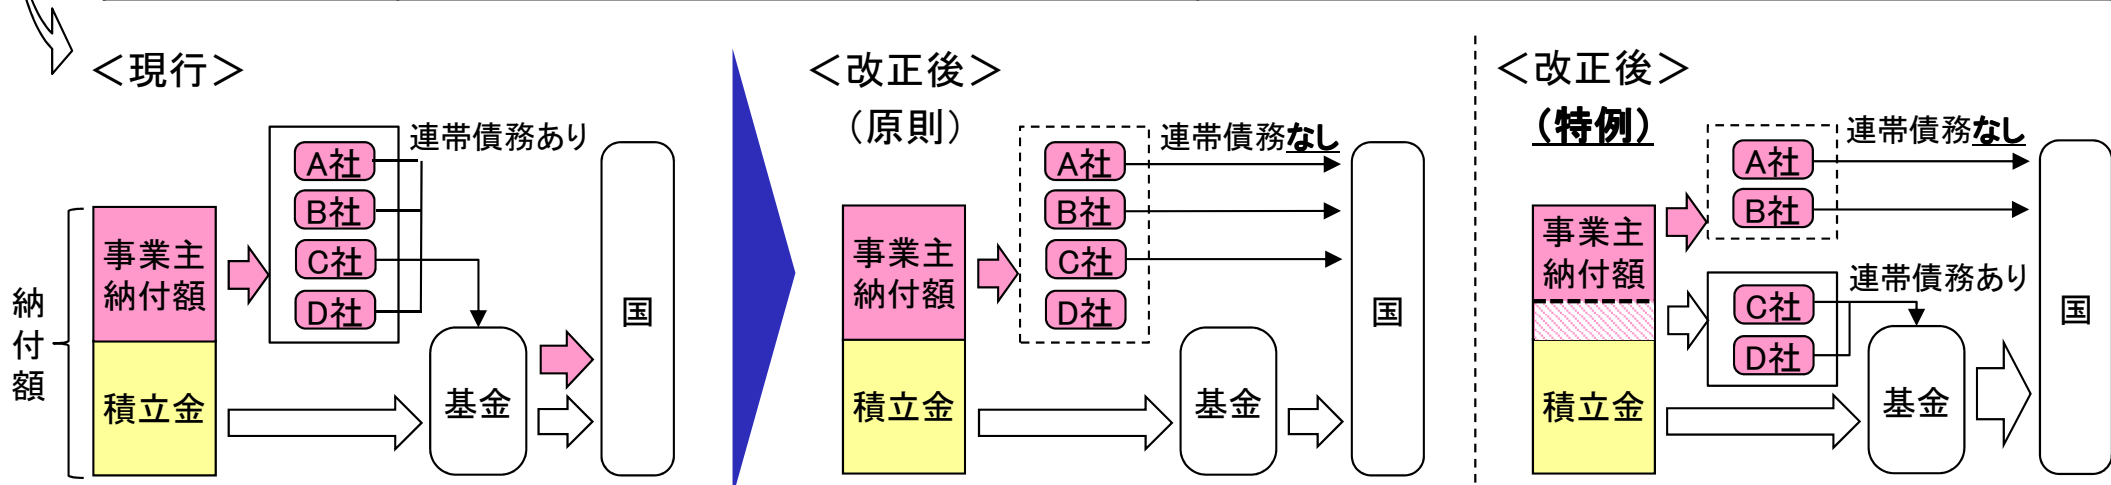 ＜現行＞
連帯債務あり
A社
B社
C社
D社
納付額
事業主
納付額
積立金
基金
国
＜改正後＞
（原則）
連帯債務なし
A社
B社
C社
D社
事業主
納付額
積立金
基金
国
＜改正後＞
（特例）
連帯債務なし
A社
B社
連帯債務あり
C社
D社
事業主
納付額
積立金
基金
国